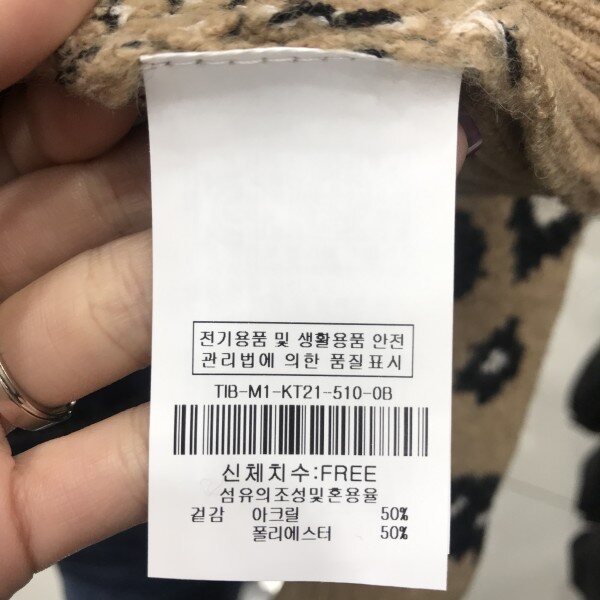 전기용품 및 생활용품 안전
관리법에 의한 품질표시
TIB-M1-KT21-510-0B
신체치수:FREE
섬유의조성및혼용율
겉감 아크릴 50%
폴리에스터 50%